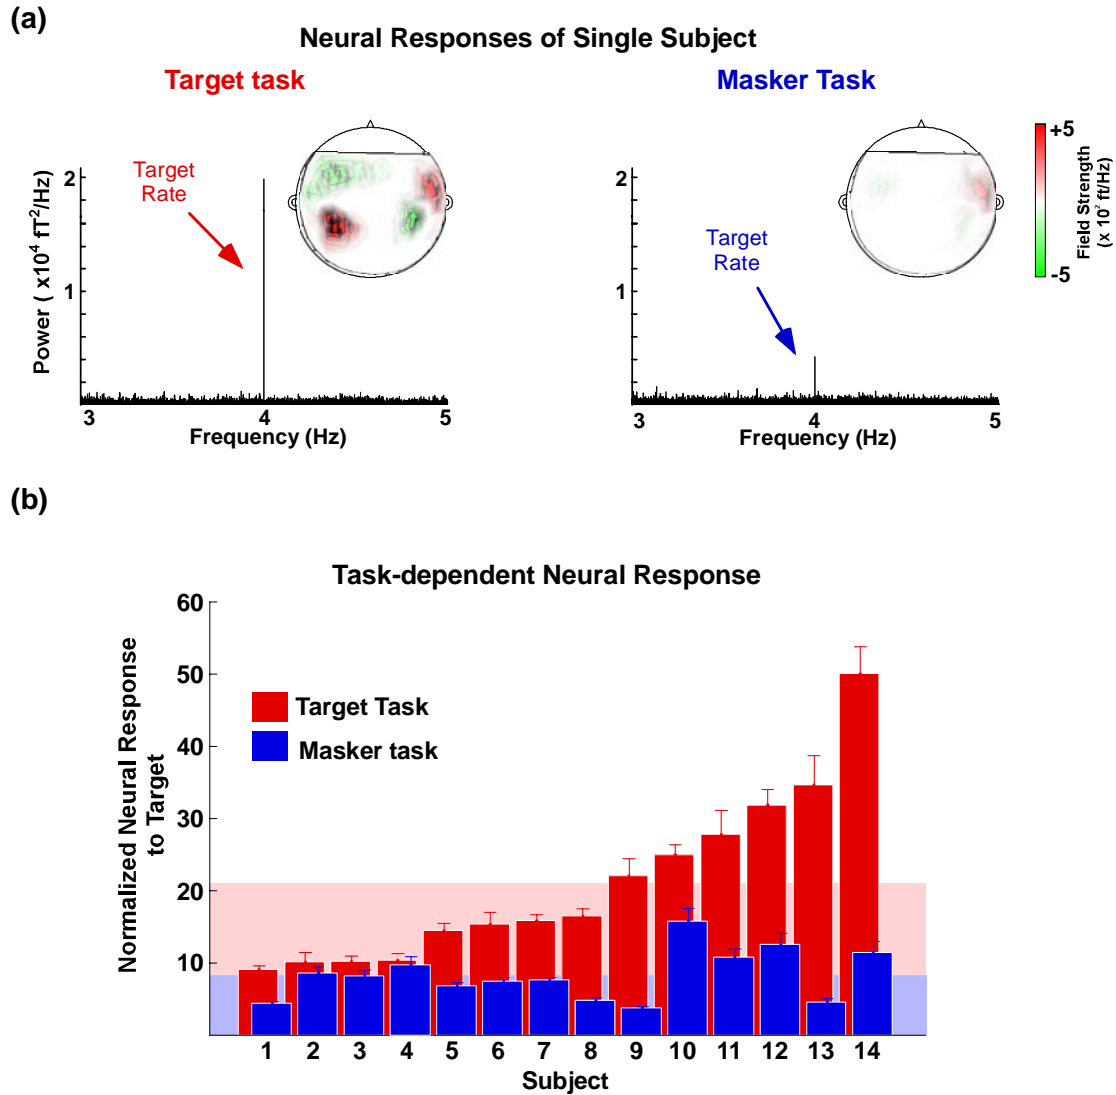 (a)
Neural Responses of Single Subject
Target task
Masker Task
Target
Rate
Target
Rate
Power ( x10⁴ fT²/Hz)
2
1
3 4 5
Frequency (Hz)
2
1
3 4 5
Frequency (Hz)
+5
-5
Field Strength
(x 10² ft/Hz)
(b)
Task-dependent Neural Response
Normalized Neural Response
to Target
60
50
40
30
20
10
Target Task
Masker task
1 2 3 4 5 6 7 8 9 10 11 12 13 14
Subject